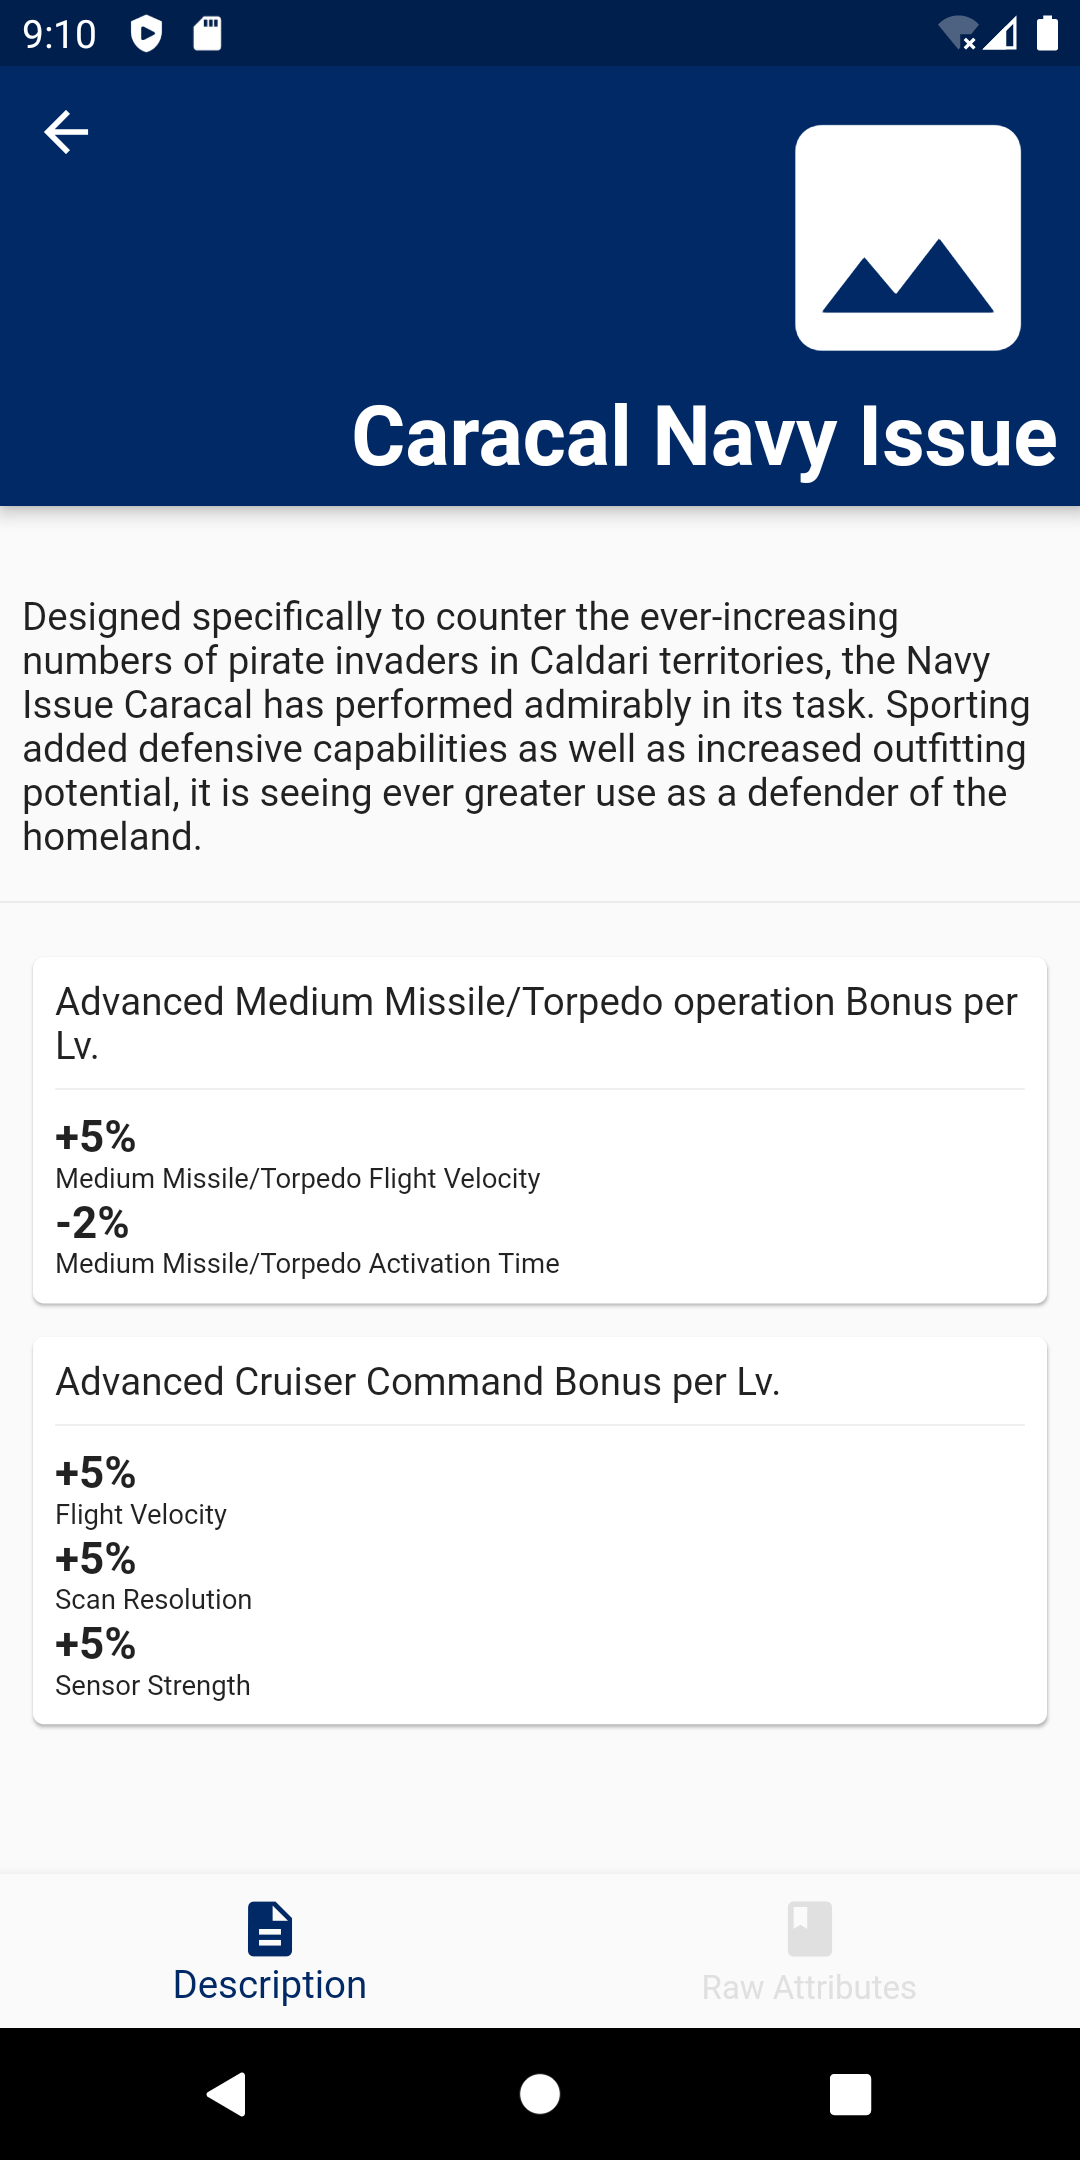 9:10
Caracal Navy Issue
Designed specifically to counter the ever-increasing
numbers of pirate invaders in Caldari territories, the Navy
Issue Caracal has performed admirably in its task. Sporting
added defensive capabilities as well as increased outfitting
potential, it is seeing ever greater use as a defender of the
homeland.
Advanced Medium Missile/Torpedo operation Bonus per
Lv.
+5%
Medium Missile/Torpedo Flight Velocity
-2%
Medium Missile/Torpedo Activation Time
Advanced Cruiser Command Bonus per Lv.
+5%
Flight Velocity
+5%
Scan Resolution
+5%
Sensor Strength
Description
Raw Attributes